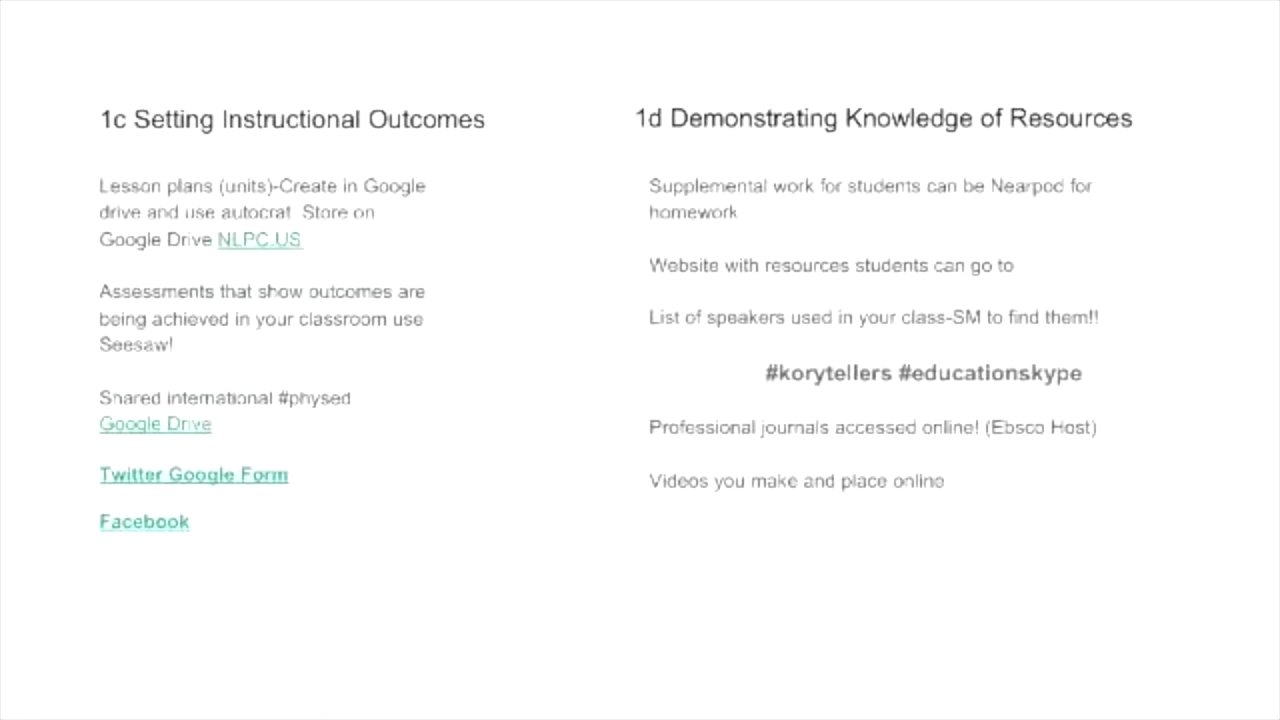 1c Setting Instructional Outcomes
Lesson plans (units)-Create in Google
drive and use autocrat Store on
Google Drive NLPC.US
Assessments that show outcomes are
being achieved in your classroom use
Seesaw!
Shared international #physed
Google Drive
Twitter Google Form
Facebook
1d Demonstrating Knowledge of Resources
Supplemental work for students can be Nearpod for
homework
Website with resources students can go to
List of speakers used in your class-SM to find them!!
#korytellers #educationskype
Professional journals accessed online! (Ebsco Host)
Videos you make and place online